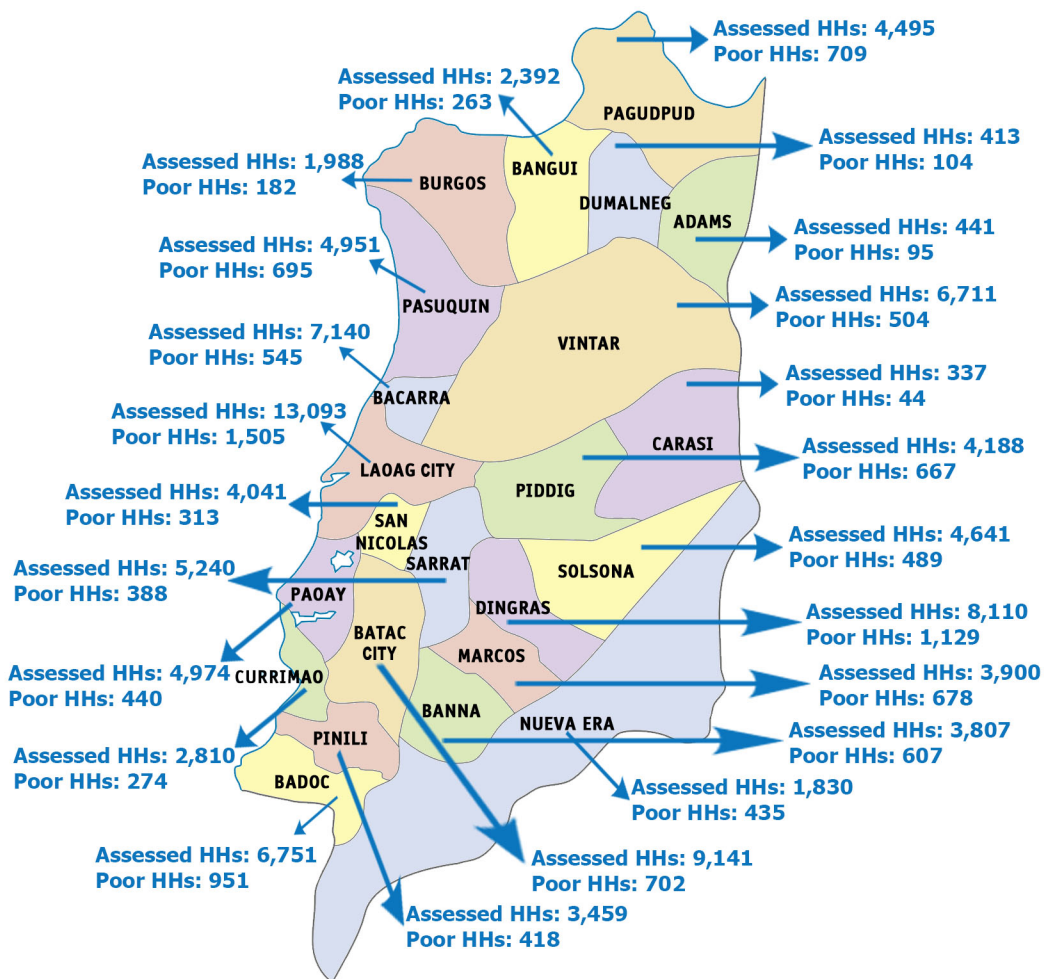 Assessed HHs: 4,495
Poor HHs: 709
Assessed HHs: 2,392
Poor HHs: 263
PAGUDPUD
Assessed HHs: 413
Poor HHs: 104
Assessed HHs: 1,988
Poor HHs: 182
BURGOS
BANGUI
DUMALNEG
ADAMS
Assessed HHs: 441
Poor HHs: 95
Assessed HHs: 4,951
Poor HHs: 695
PASUQUIN
Assessed HHs: 6,711
Poor HHs: 504
VINTAR
Assessed HHs: 7,140
Poor HHs: 545
BACARRA
Assessed HHs: 337
Poor HHs: 44
Assessed HHs: 13,093
Poor HHs: 1,505
LAOAG CITY
CARASI
Assessed HHs: 4,188
Poor HHs: 667
PIDDIG
Assessed HHs: 4,041
Poor HHs: 313
SAN
NICOLAS
SARRAT
SOLSONA
Assessed HHs: 4,641
Poor HHs: 489
Assessed HHs: 5,240
Poor HHs: 388
PAOAY
DINGRAS
Assessed HHs: 8,110
Poor HHs: 1,129
BATAC
CITY
MARCOS
Assessed HHs: 4,974
Poor HHs: 440
CURRIMAO
Assessed HHs: 3,900
Poor HHs: 678
BANNA
NUEVA ERA
Assessed HHs: 3,807
Poor HHs: 607
PINILI
Assessed HHs: 2,810
Poor HHs: 274
BADOC
Assessed HHs: 1,830
Poor HHs: 435
Assessed HHs: 6,751
Poor HHs: 951
Assessed HHs: 9,141
Poor HHs: 702
Assessed HHs: 3,459
Poor HHs: 418